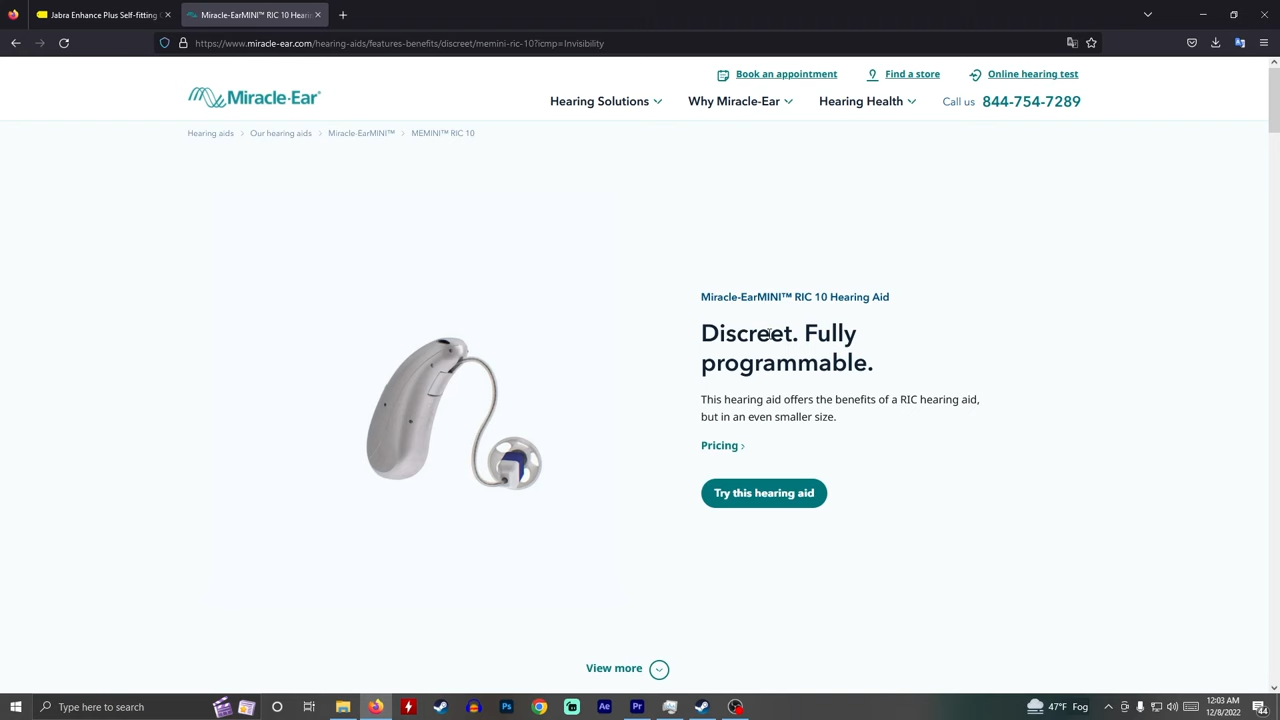 Jabra Enhance Plus Self-fitting
Miracle-EarMINI™ RIC 10 Heari
https://www.miracle-ear.com/hearing-aids/features-benefits/discreet/memini-ric-10?icmp=Invisibility
Book an appointment
Find a store
Online hearing test
Miracle-Ear®
Hearing Solutions
Why Miracle-Ear
Hearing Health
Call us 844-754-7289
Hearing aids > Our hearing aids > Miracle-EarMINI™ > MEMINI™ RIC 10
Miracle-EarMINI™ RIC 10 Hearing Aid
Discreet. Fully
programmable.
This hearing aid offers the benefits of a RIC hearing aid,
but in an even smaller size.
Pricing >
Try this hearing aid
View more
Type here to search
Ae
Ps
Pr
47°F Fog
12:03 AM
12/8/2022
44